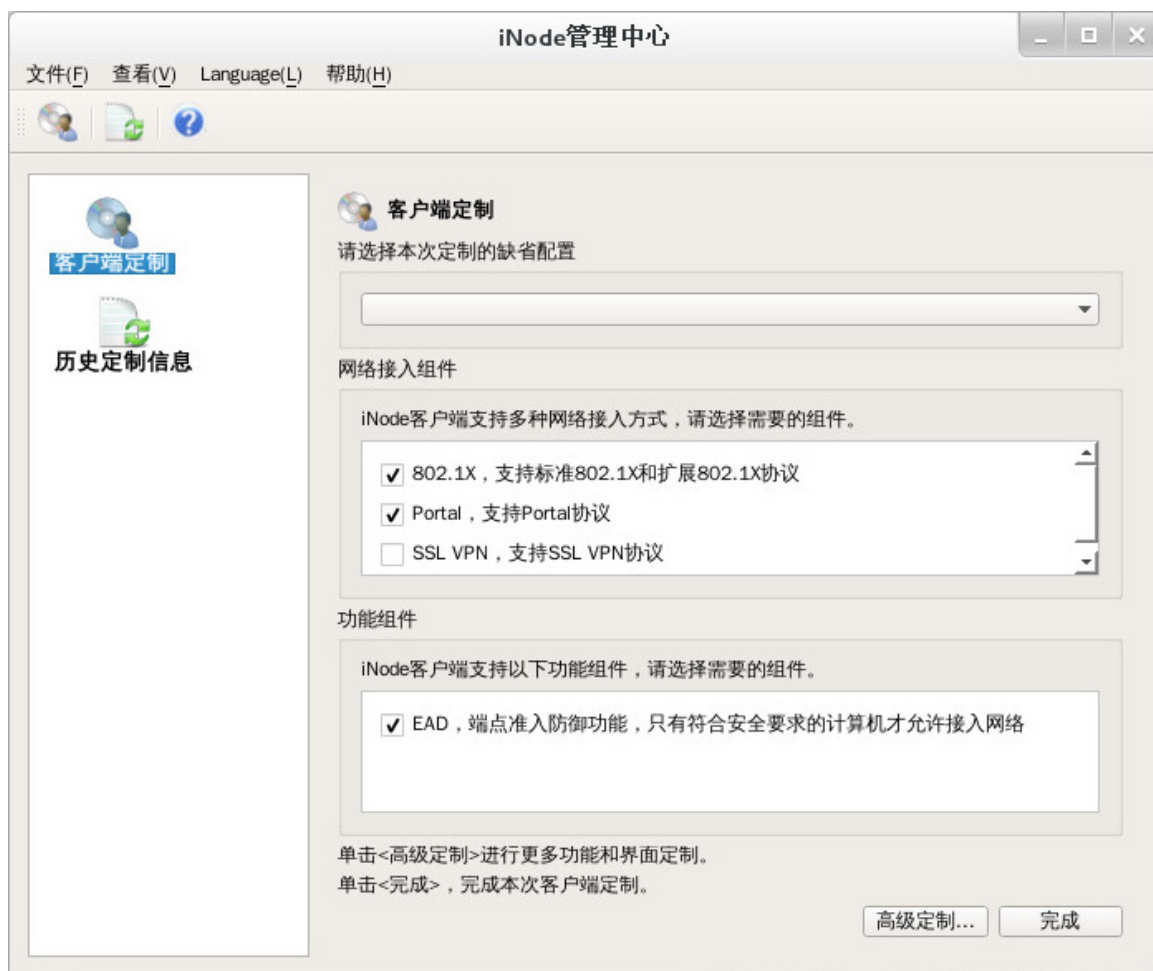 iNode管理中心
文件(F) 查看(V) Language(L) 帮助(H)
客户端定制
历史定制信息
客户端定制
请选择本次定制的缺省配置
网络接入组件
iNode客户端支持多种网络接入方式，请选择需要的组件。
802.1X，支持标准802.1X和扩展802.1X协议
Portal，支持Portal协议
SSL VPN，支持SSL VPN协议
功能组件
iNode客户端支持以下功能组件，请选择需要的组件。
EAD，端点准入防御功能，只有符合安全要求的计算机才允许接入网络
单击<高级定制>进行更多功能和界面定制。
单击<完成>，完成本次客户端定制。
高级定制... 完成